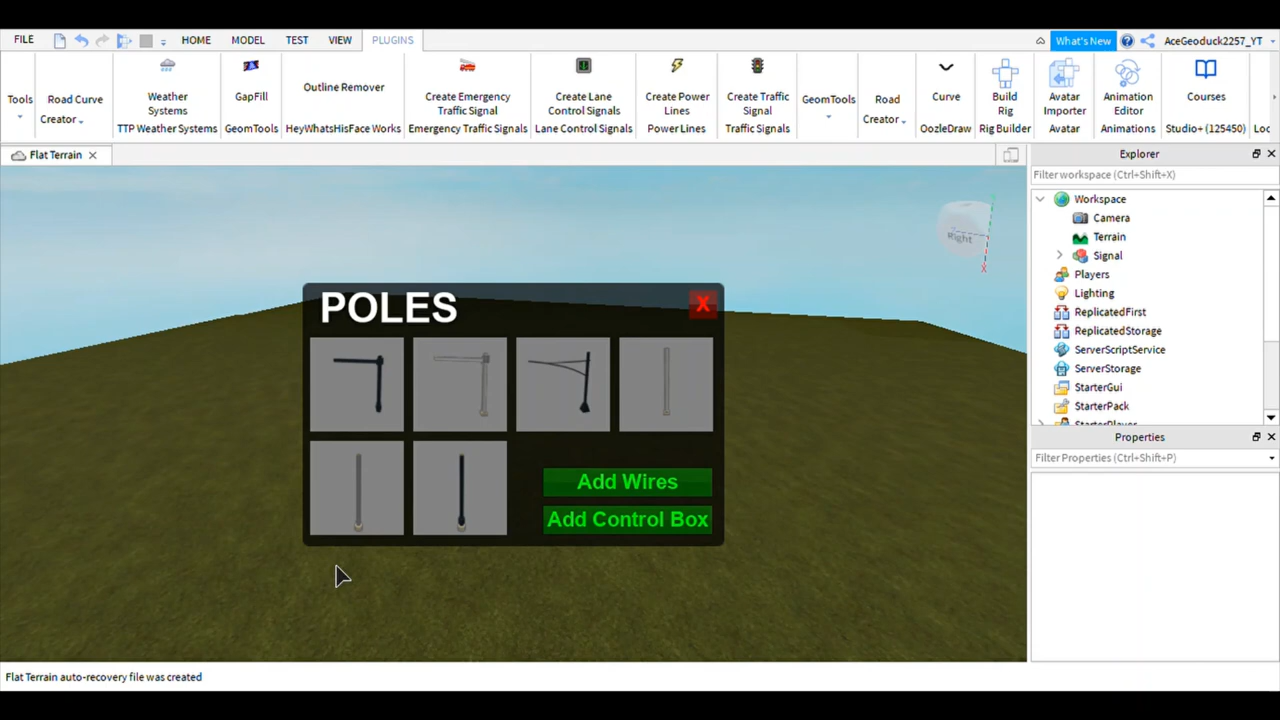 FILE
HOME
MODEL
TEST
VIEW
PLUGINS
What's New
AceGeoduck2257_YT
Tools
Road Curve
Creator
Weather
Systems
TTP Weather Systems
GapFill
GeomTools
Outline Remover
HeyWhatsHisFace Works
Create Emergency
Traffic Signal
Emergency Traffic Signals
Create Lane
Control Signals
Lane Control Signals
Create Power
Lines
Power Lines
Create Traffic
Signal
Traffic Signals
GeomTools
Road
Creator
Curve
OozleDraw
Build
Rig
Rig Builder
Avatar
Importer
Avatar
Animation
Editor
Animations
Courses
Studio+ (125450)
Loc
Flat Terrain
Right
X
POLES
X
Add Wires
Add Control Box
Explorer
Filter workspace (Ctrl+Shift+X)
Workspace
Camera
Terrain
Signal
Players
Lighting
ReplicatedFirst
ReplicatedStorage
ServerScriptService
ServerStorage
StarterGui
StarterPack
StarterPlayer
Properties
Filter Properties (Ctrl+Shift+P)
Flat Terrain auto-recovery file was created